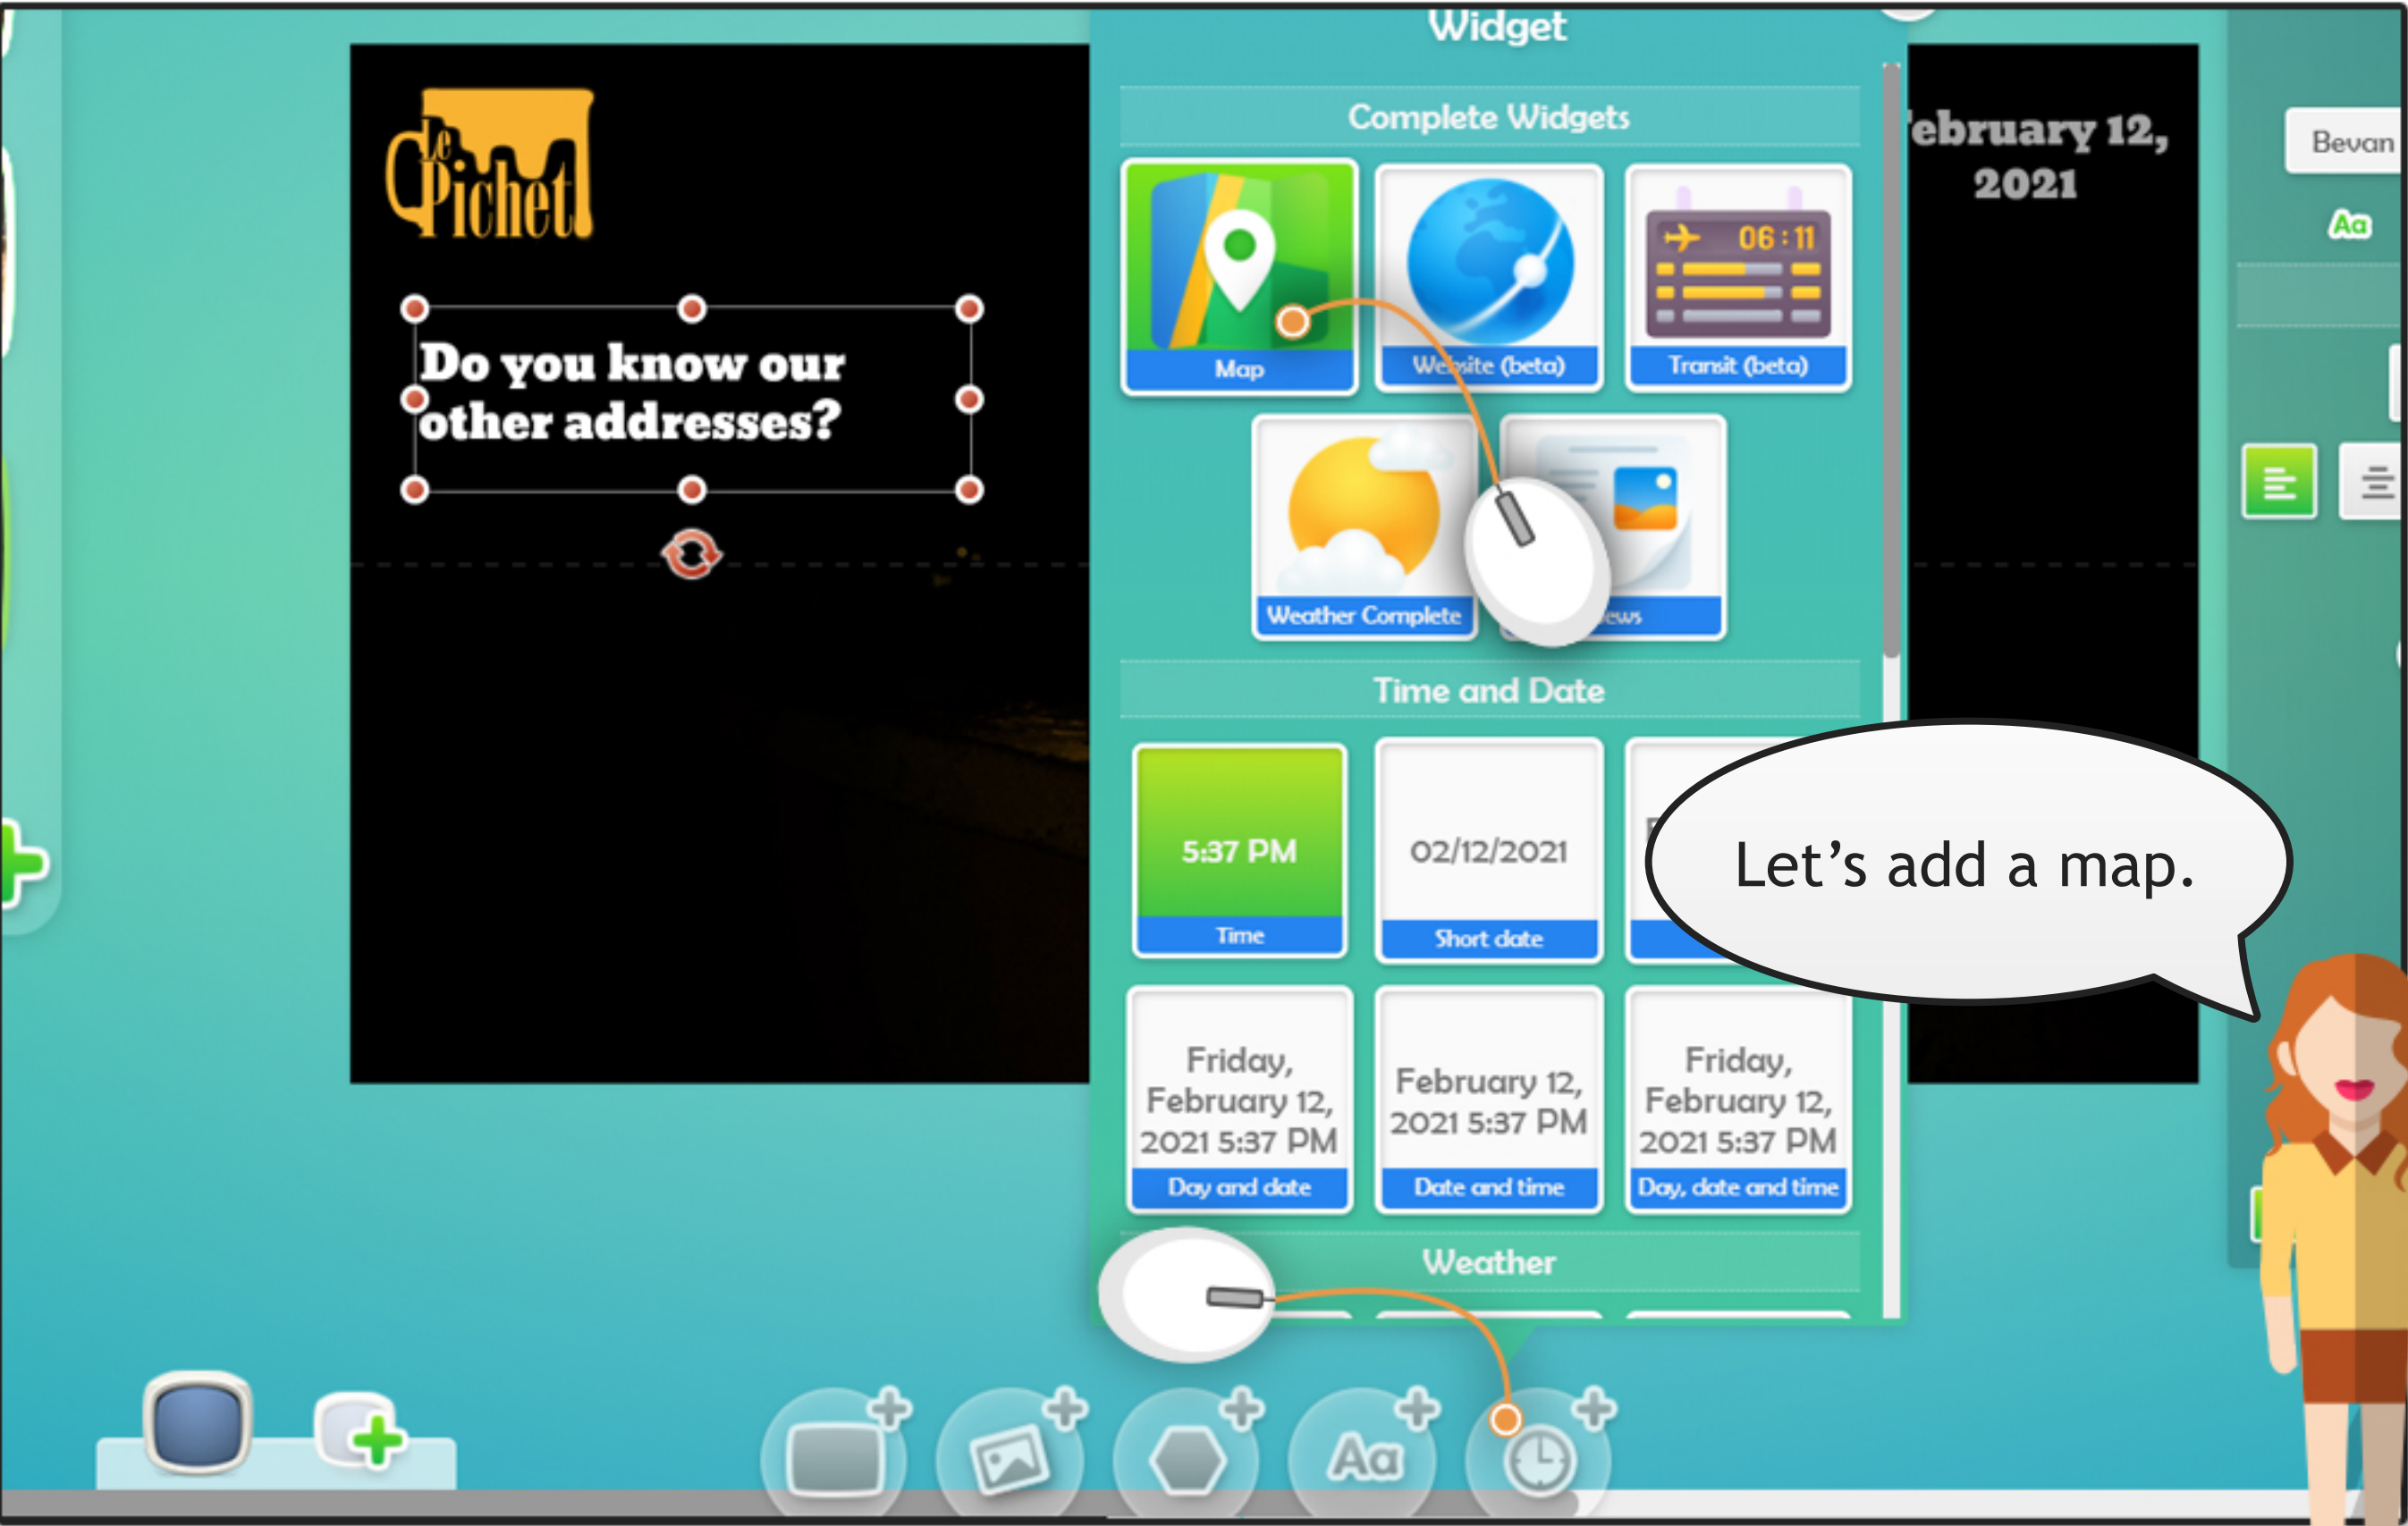 Widget
Complete Widgets
Le
Pichet
ebruary 12,
2021
Bevan
Aa
06:11
Map
Website (beta)
Transit (beta)
Do you know our
other addresses?
Weather Complete
ews
Time and Date
5:37 PM
02/12/2021
Time
Short date
Let's add a map.
Friday,
February 12,
2021 5:37 PM
February 12,
2021 5:37 PM
Friday,
February 12,
2021 5:37 PM
Day and date
Date and time
Day, date and time
Weather
Aa